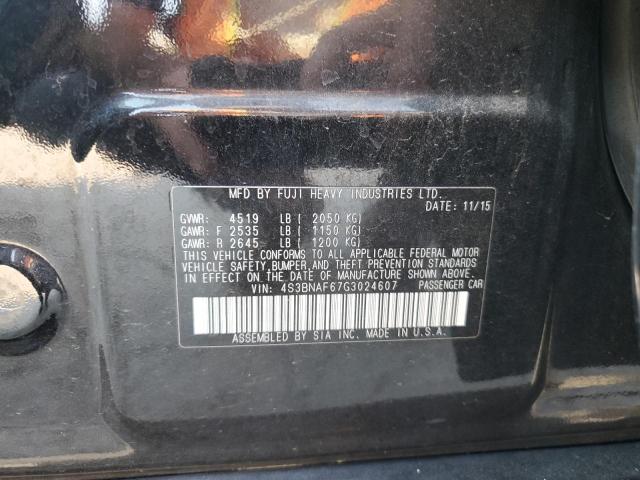 MFD BY FUJI HEAVY INDUSTRIES LTD.
DATE: 11/15
GVWR: 4519 LB ( 2050 KG)
GAWR: F 2535 LB ( 1150 KG)
GAWR: R 2645 LB ( 1200 KG)
THIS VEHICLE CONFORMS TO ALL APPLICABLE FEDERAL MOTOR
VEHICLE SAFETY, BUMPER, AND THEFT PREVENTION STANDARDS
IN EFFECT ON THE DATE OF MANUFACTURE SHOWN ABOVE.
VIN: 4S3BNAF67G3024607 PASSENGER CAR
ASSEMBLED BY SIA INC. MADE IN U.S.A.